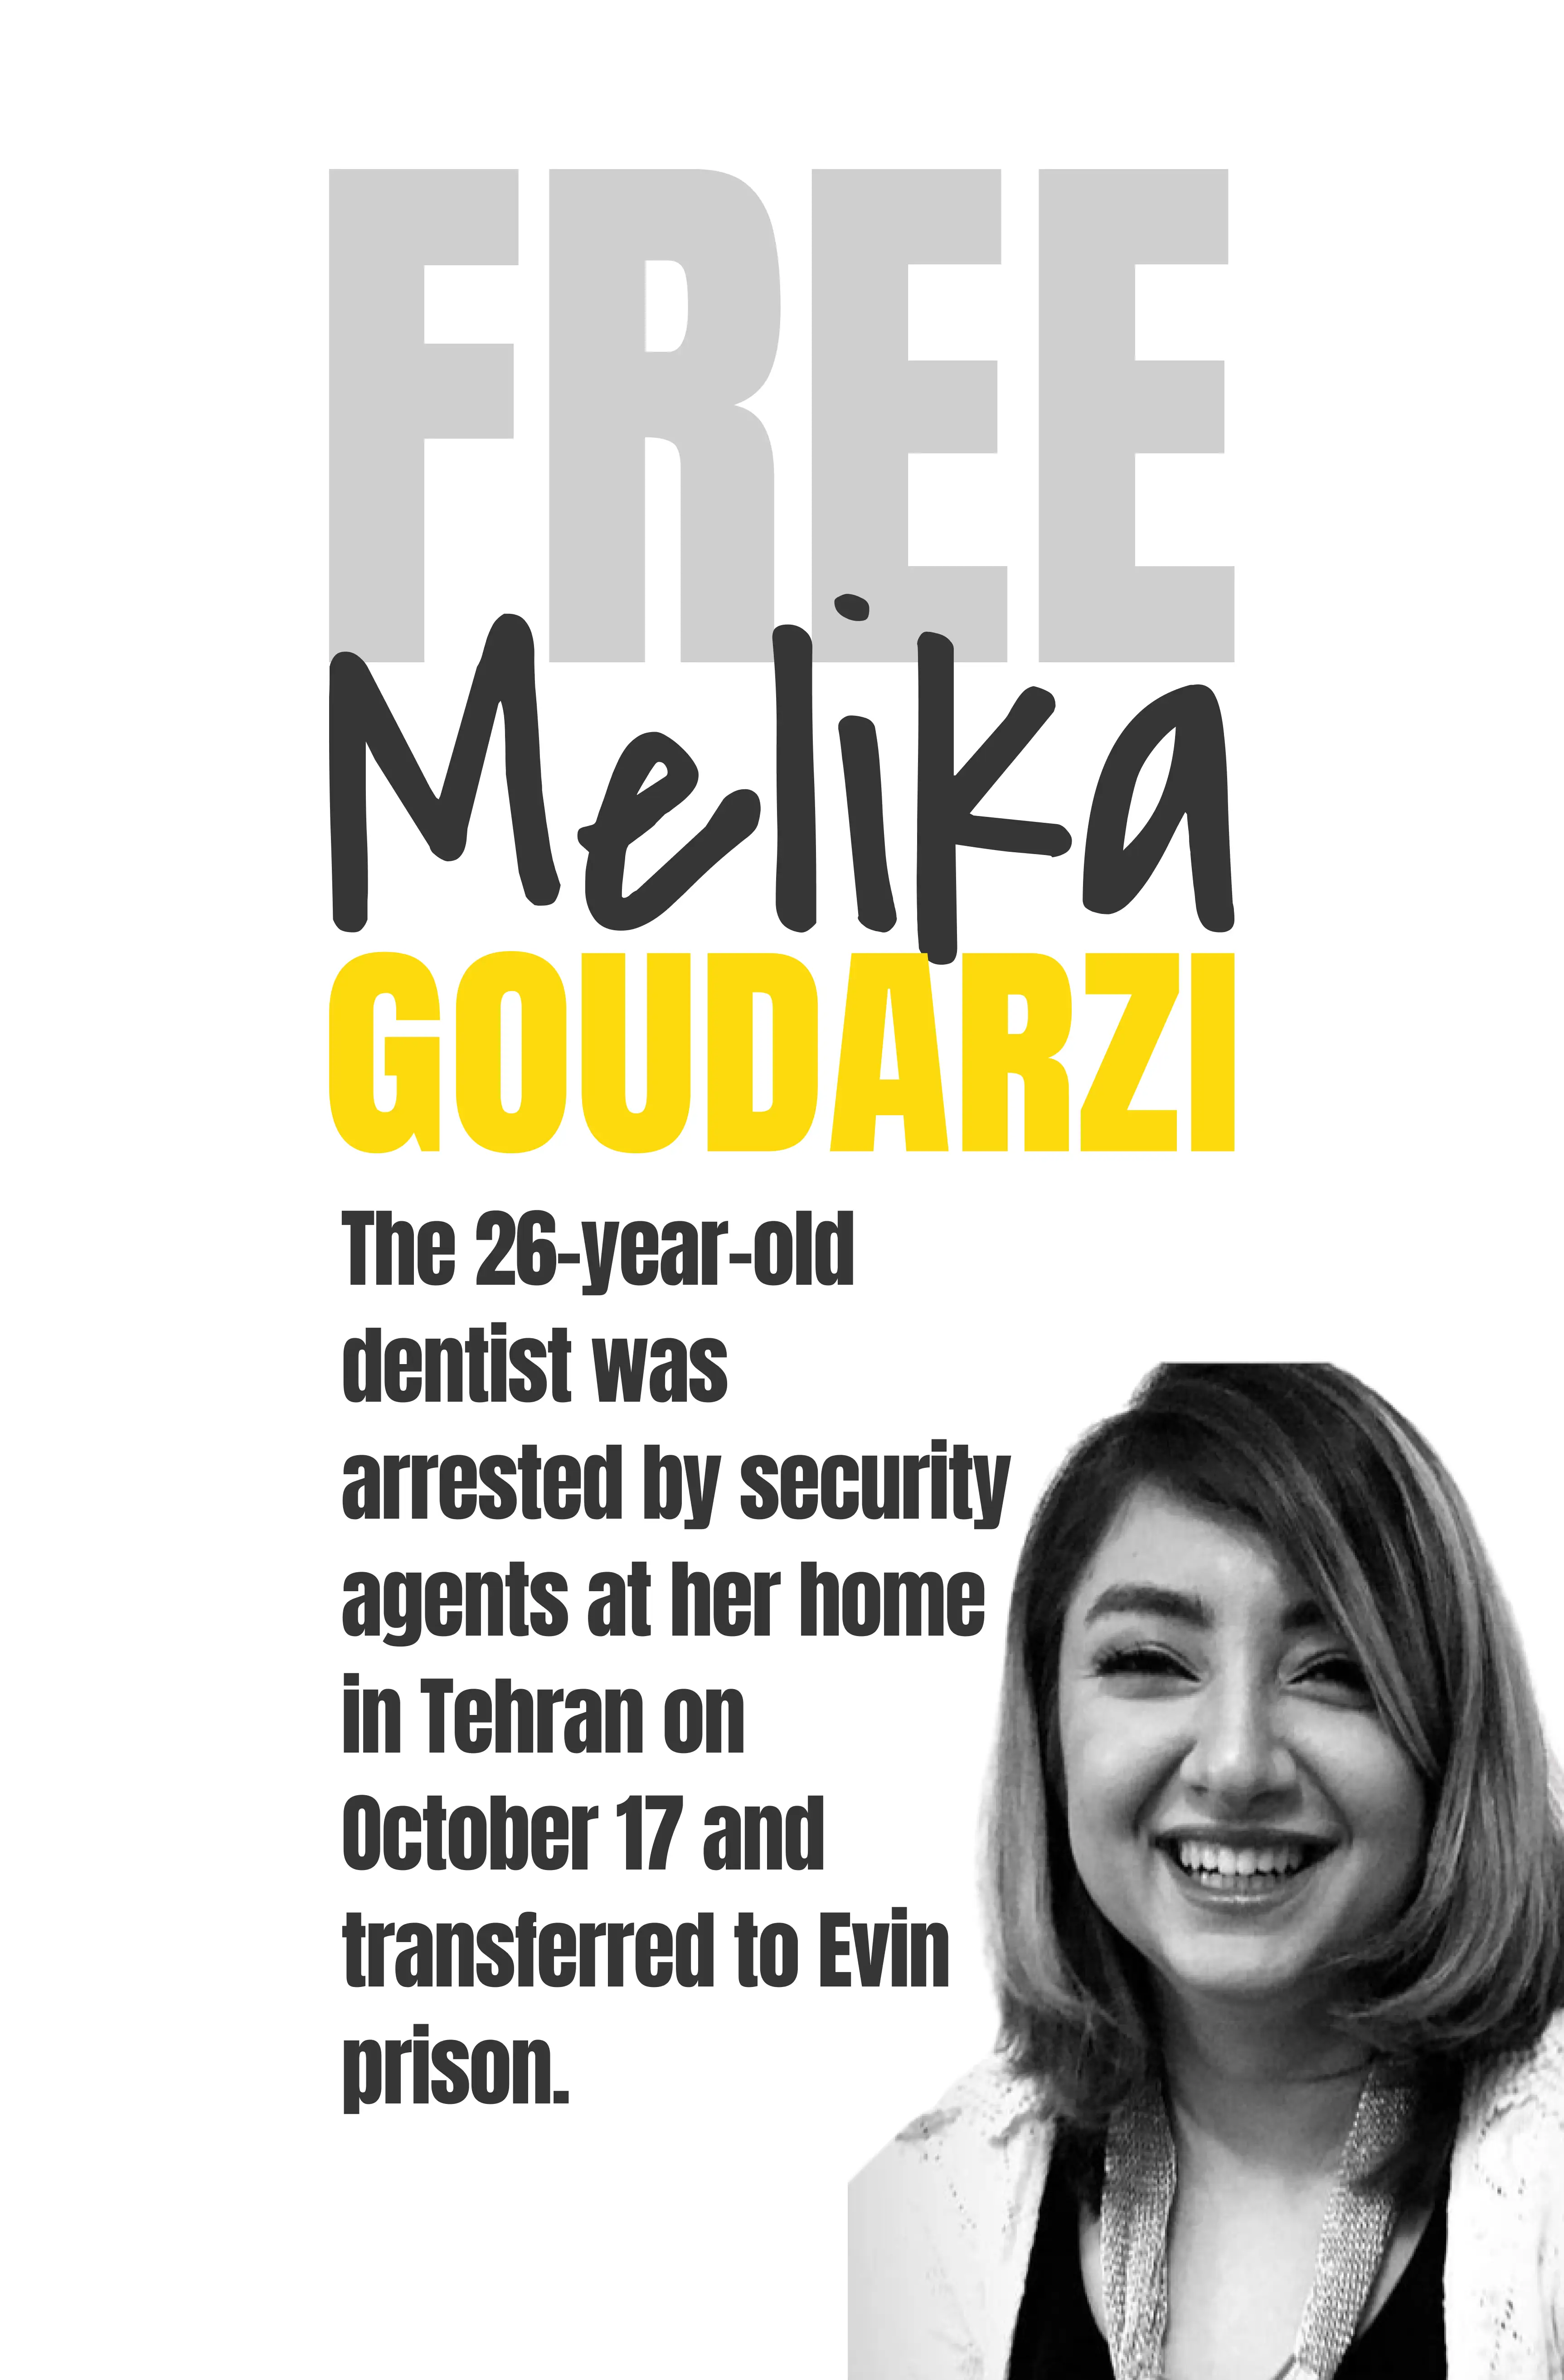 FREE
Melika
GOUDARZI
The 26-year-old
dentist was
arrested by security
agents at her home
in Tehran on
October 17 and
transferred to Evin
prison.